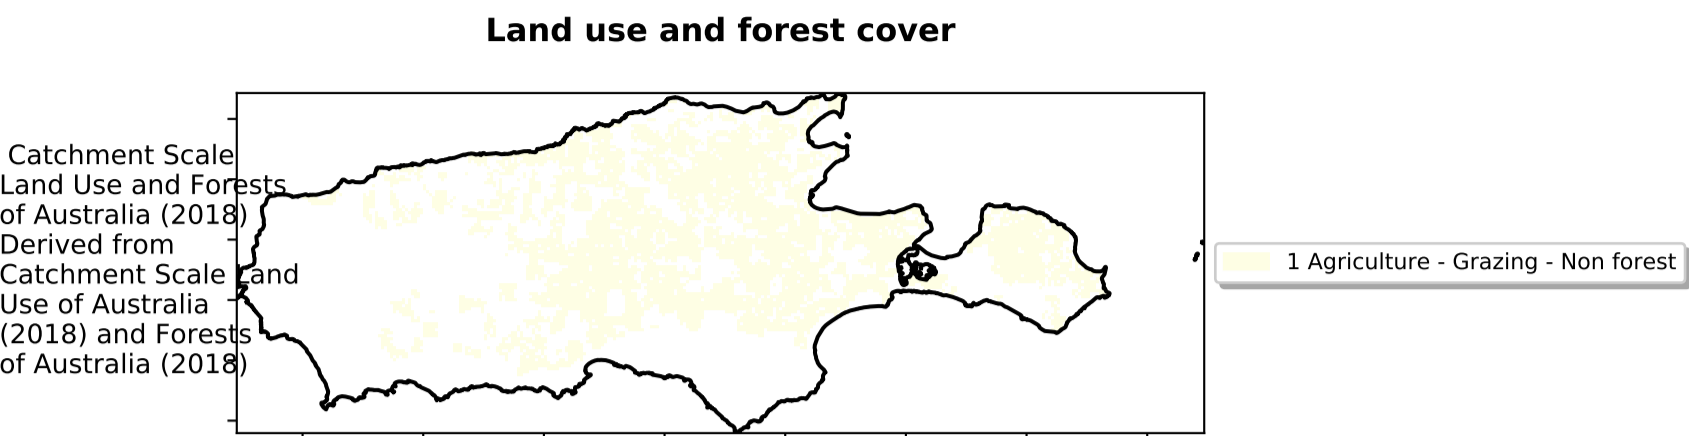 Land use and forest cover
Catchment Scale
Land Use and Forests
of Australia (2018)
Derived from
Catchment Scale Land
Use of Australia
(2018) and Forests
of Australia (2018)
1 Agriculture - Grazing - Non forest